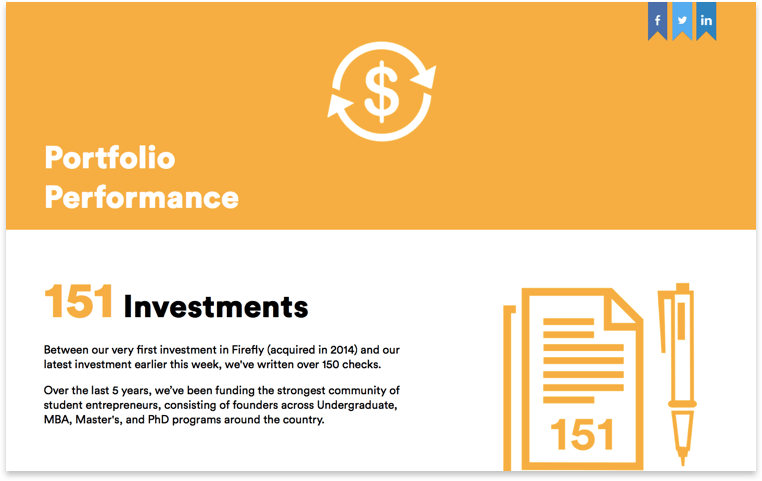 f
in
$
Portfolio
Performance
151 Investments
Between our very first investment in Firefly (acquired in 2014) and our
latest investment earlier this week, we've written over 150 checks.
Over the last 5 years, we’ve been funding the strongest community of
student entrepreneurs, consisting of founders across Undergraduate,
MBA, Master's, and PhD programs around the country.
151